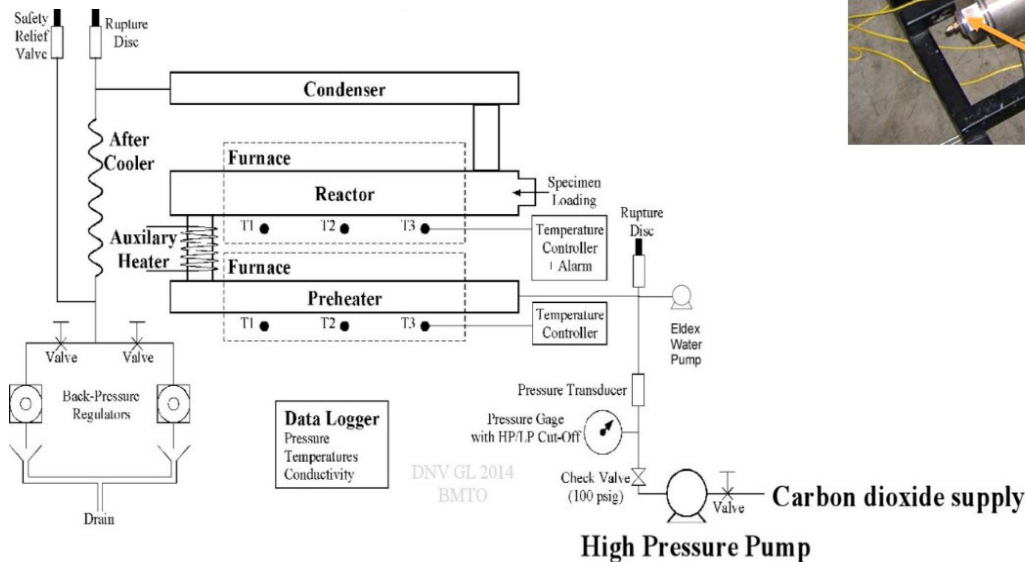 Safety
Relief
Valve
Rupture
Disc
Condenser
After
Cooler
Furnace
Reactor
Specimen
Loading
T1
T2
T3
Auxilary
Heater
Furnace
Temperature
Controller
+ Alarm
Rupture
Disc
Preheater
T1
T2
T3
Temperature
Controller
Eldex
Water
Pump
Valve
Valve
Back-Pressure
Regulators
Pressure Transducer
Pressure Gage
with HP/LP Cut-Off
Data Logger
Pressure
Temperatures
Conductivity
DNV GL 2014
BMTO
Check Valve
(100 psig)
Valve
Carbon dioxide supply
Drain
High Pressure Pump